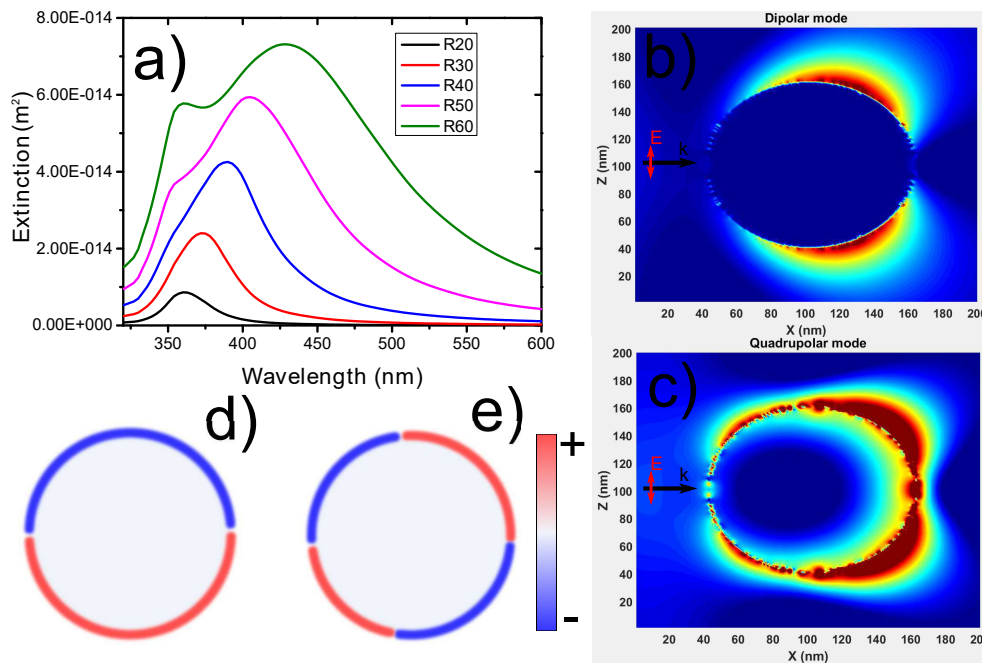 a)
Extinction (m²)
8.00E-014
6.00E-014
4.00E-014
2.00E-014
0.00E+000
R20
R30
R40
R50
R60
350 400 450 500 550 600
Wavelength (nm)
Dipolar mode
b)
Z (nm)
200
180
160
140
120
100
80
60
40
20
E
k
20 40 60 80 100 120 140 160 180 200
X (nm)
Quadrupolar mode
c)
Z (nm)
200
180
160
140
120
100
80
60
40
20
E
k
20 40 60 80 100 120 140 160 180 200
X (nm)
d)
e)
+
-